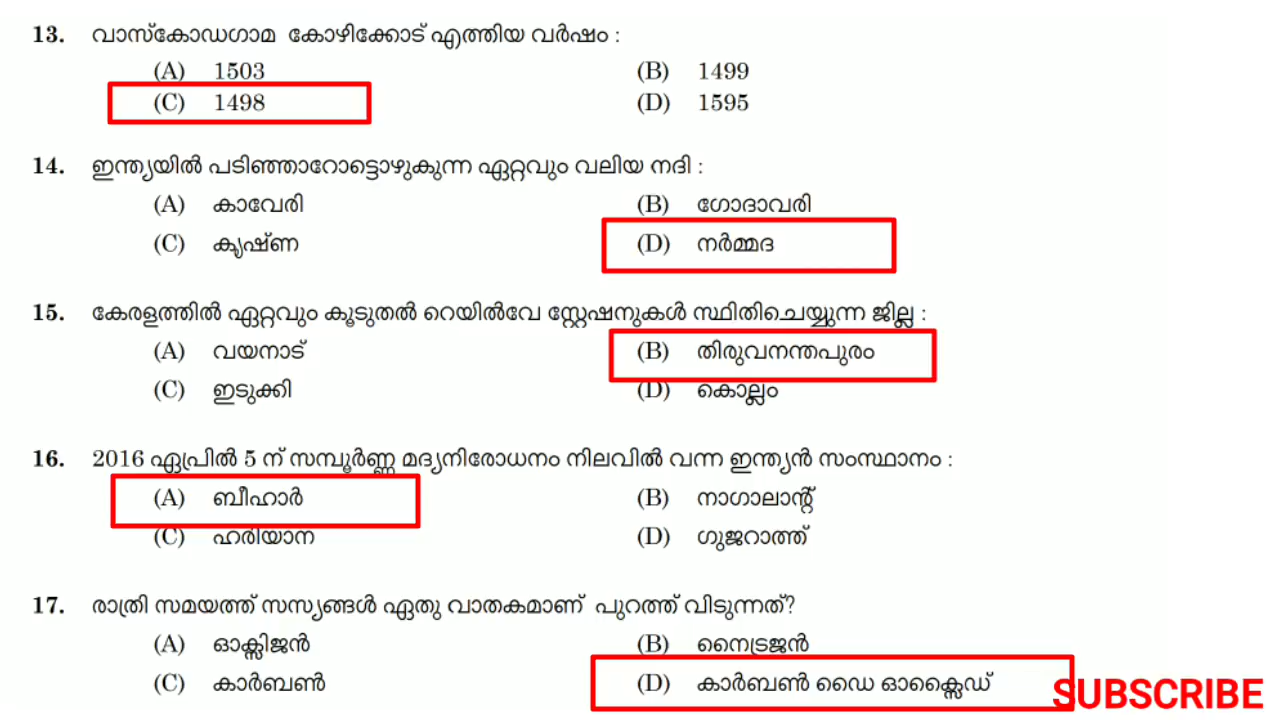 13. വാസ്കോഡഗാമ കോഴിക്കോട് എത്തിയ വർഷം :
(A) 1503 (B) 1499
(C) 1498 (D) 1595
14. ഇന്ത്യയിൽ പടിഞ്ഞാറോട്ടൊഴുകുന്ന ഏറ്റവും വലിയ നദി :
(A) കാവേരി (B) ഗോദാവരി
(C) കൃഷ്ണ (D) നർമ്മദ
15. കേരളത്തിൽ ഏറ്റവും കൂടുതൽ റെയിൽവേ സ്റ്റേഷനുകൾ സ്ഥിതിചെയ്യുന്ന ജില്ല :
(A) വയനാട് (B) തിരുവനന്തപുരം
(C) ഇടുക്കി (D) കൊല്ലം
16. 2016 ഏപ്രിൽ 5 ന് സമ്പൂർണ്ണ മദ്യനിരോധനം നിലവിൽ വന്ന ഇന്ത്യൻ സംസ്ഥാനം :
(A) ബീഹാർ (B) നാഗാലാന്റ്
(C) ഹരിയാന (D) ഗുജറാത്ത്
17. രാത്രി സമയത്ത് സസ്യങ്ങൾ ഏതു വാതകമാണ് പുറത്ത് വിടുന്നത്?
(A) ഓക്സിജൻ (B) നൈട്രജൻ
(C) കാർബൺ (D) കാർബൺ ഡൈ ഓക്സൈഡ്
SUBSCRIBE